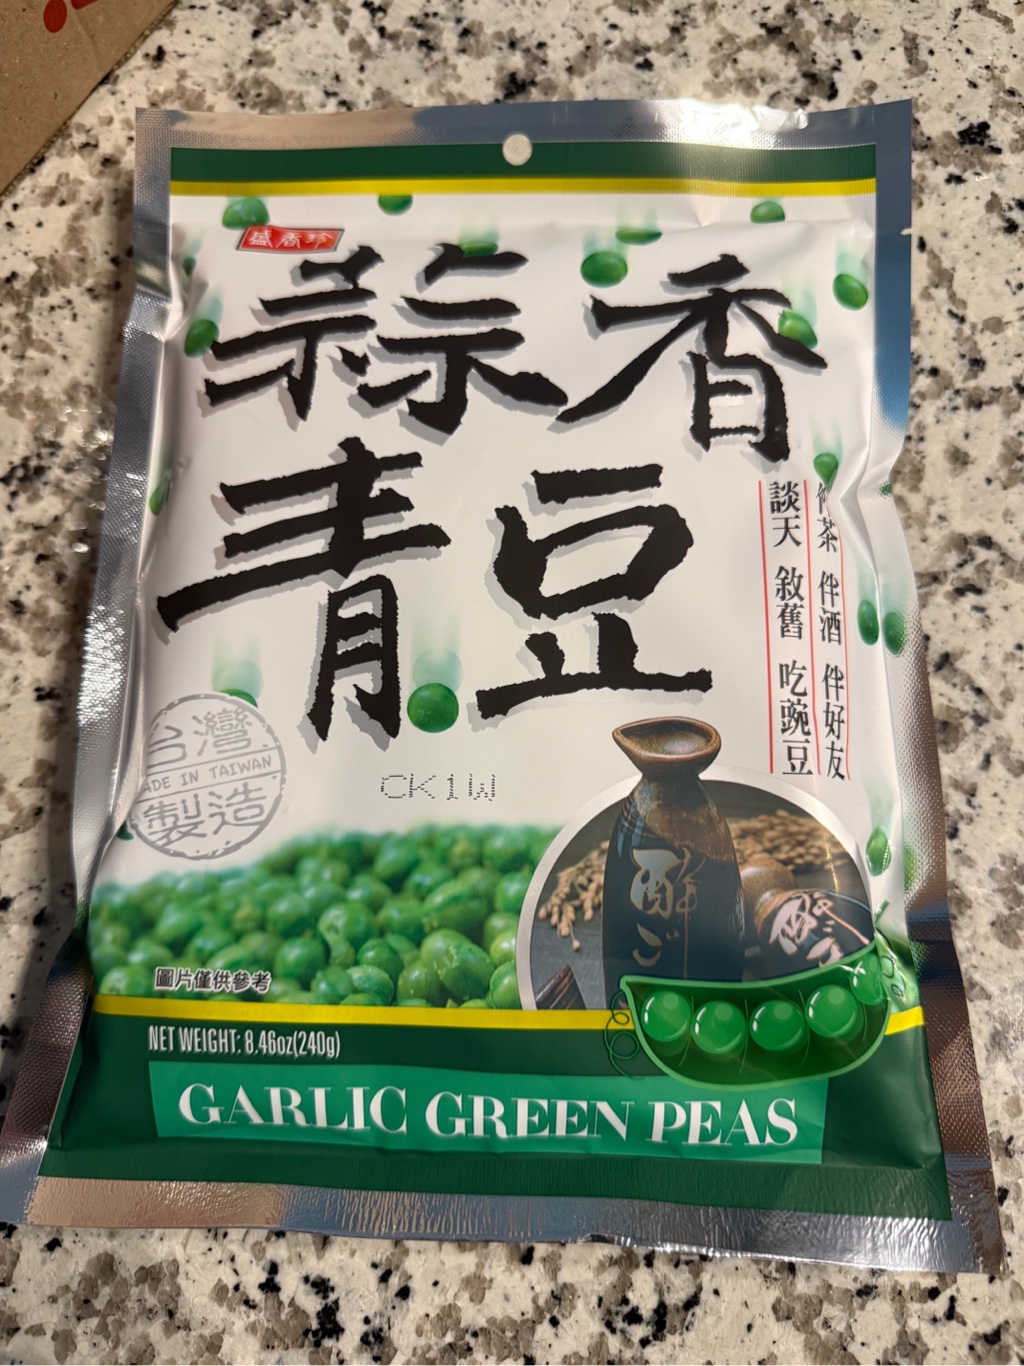 盛香珍
蒜香
青豆
伴茶 伴酒 伴好友
談天 敘舊 吃豌豆
台灣
MADE IN TAIWAN
製造
CK1W
圖片僅供參考
NET WEIGHT: 8.46oz(240g)
GARLIC GREEN PEAS